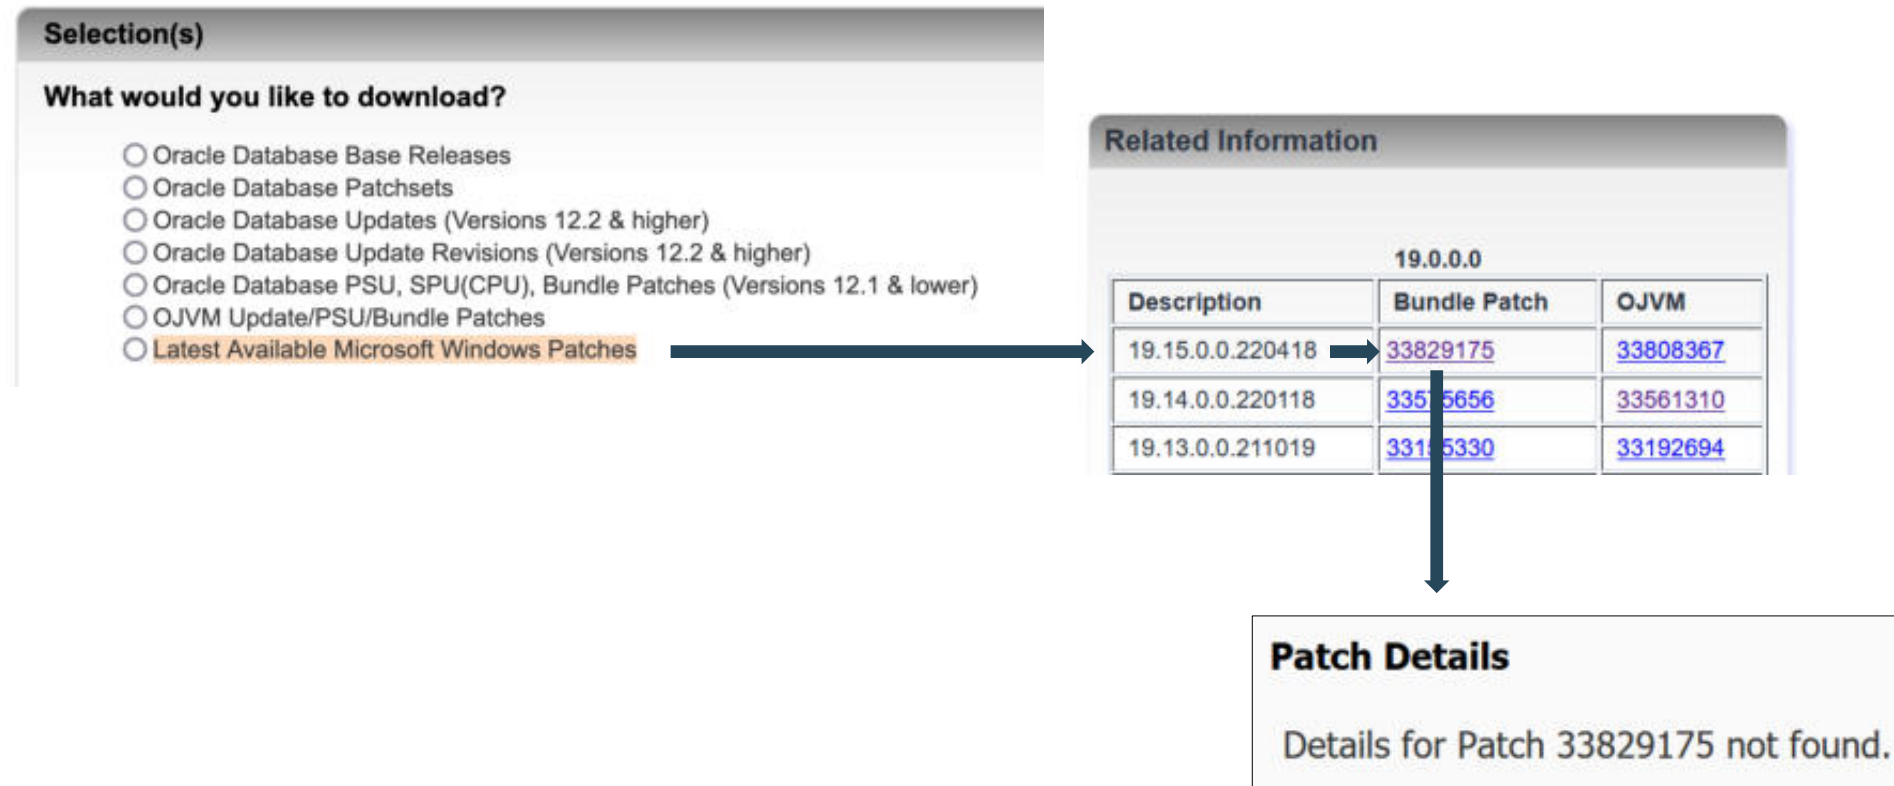 Selection(s)
What would you like to download?
Oracle Database Base Releases
Oracle Database Patchsets
Oracle Database Updates (Versions 12.2 & higher)
Oracle Database Update Revisions (Versions 12.2 & higher)
Oracle Database PSU, SPU(CPU), Bundle Patches (Versions 12.1 & lower)
OJVM Update/PSU/Bundle Patches
Latest Available Microsoft Windows Patches
Related Information
19.0.0.0
Description Bundle Patch OJVM
19.15.0.0.220418 33829175 33808367
19.14.0.0.220118 33561310
19.13.0.0.211019 33192694
Patch Details
Details for Patch 33829175 not found.